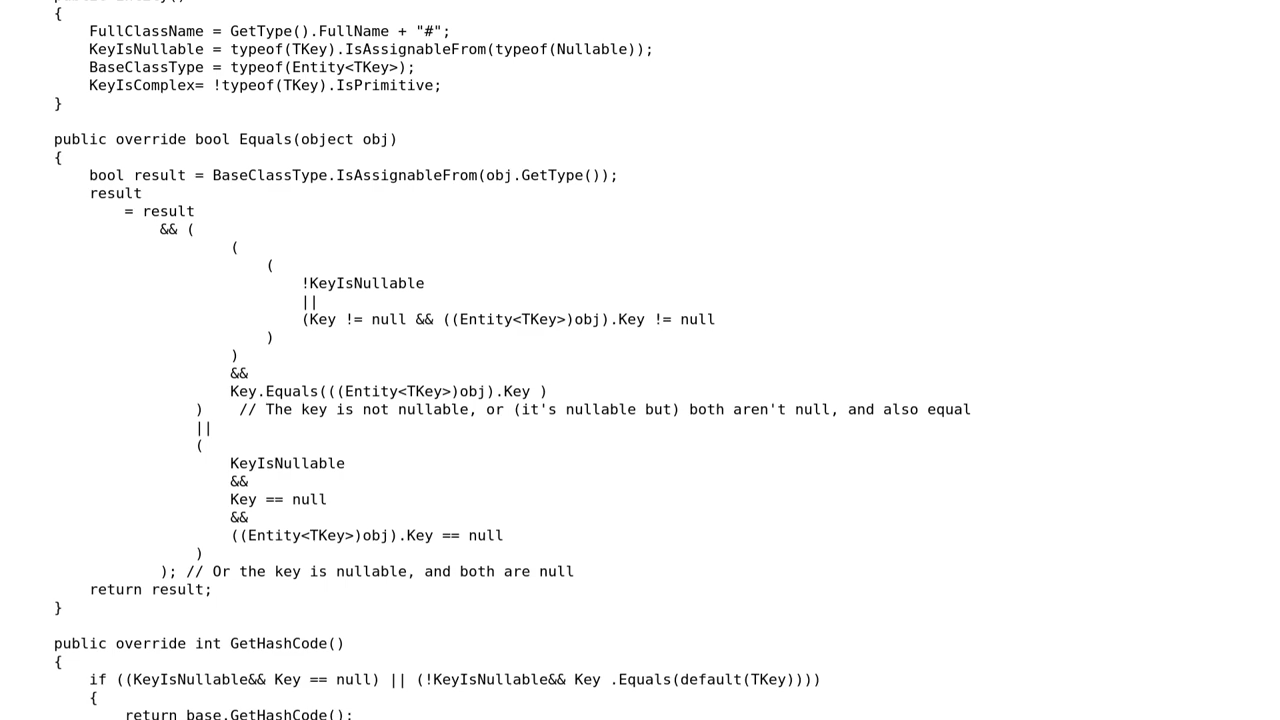 public Entity()
{
    FullClassName = GetType().FullName + "#";
    KeyIsNullable = typeof(TKey).IsAssignableFrom(typeof(Nullable));
    BaseClassType = typeof(Entity<TKey>);
    KeyIsComplex= !typeof(TKey).IsPrimitive;
}

public override bool Equals(object obj)
{
    bool result = BaseClassType.IsAssignableFrom(obj.GetType());
    result
        = result
            && (
                    (
                        (
                            !KeyIsNullable
                            ||
                            (Key != null && ((Entity<TKey>)obj).Key != null
                        )
                    )
                    &&
                    Key.Equals(((Entity<TKey>)obj).Key )
                )    // The key is not nullable, or (it's nullable but) both aren't null, and also equal
                ||
                (
                    KeyIsNullable
                    &&
                    Key == null
                    &&
                    ((Entity<TKey>)obj).Key == null
                )
            ); // Or the key is nullable, and both are null
    return result;
}

public override int GetHashCode()
{
    if ((KeyIsNullable&& Key == null) || (!KeyIsNullable&& Key .Equals(default(TKey))))
    {
        return base.GetHashCode();